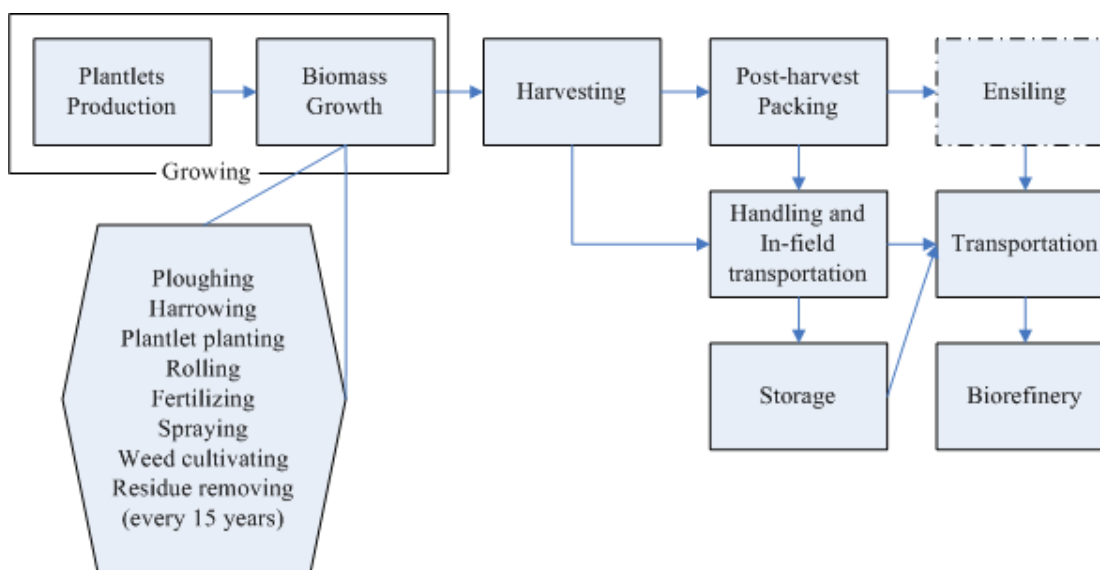 Plantlets
Production
Biomass
Growth
Growing
Harvesting
Post-harvest
Packing
Ensiling
Handling and
In-field
transportation
Transportation
Storage
Biorefinery
Ploughing
Harrowing
Plantlet planting
Rolling
Fertilizing
Spraying
Weed cultivating
Residue removing
(every 15 years)